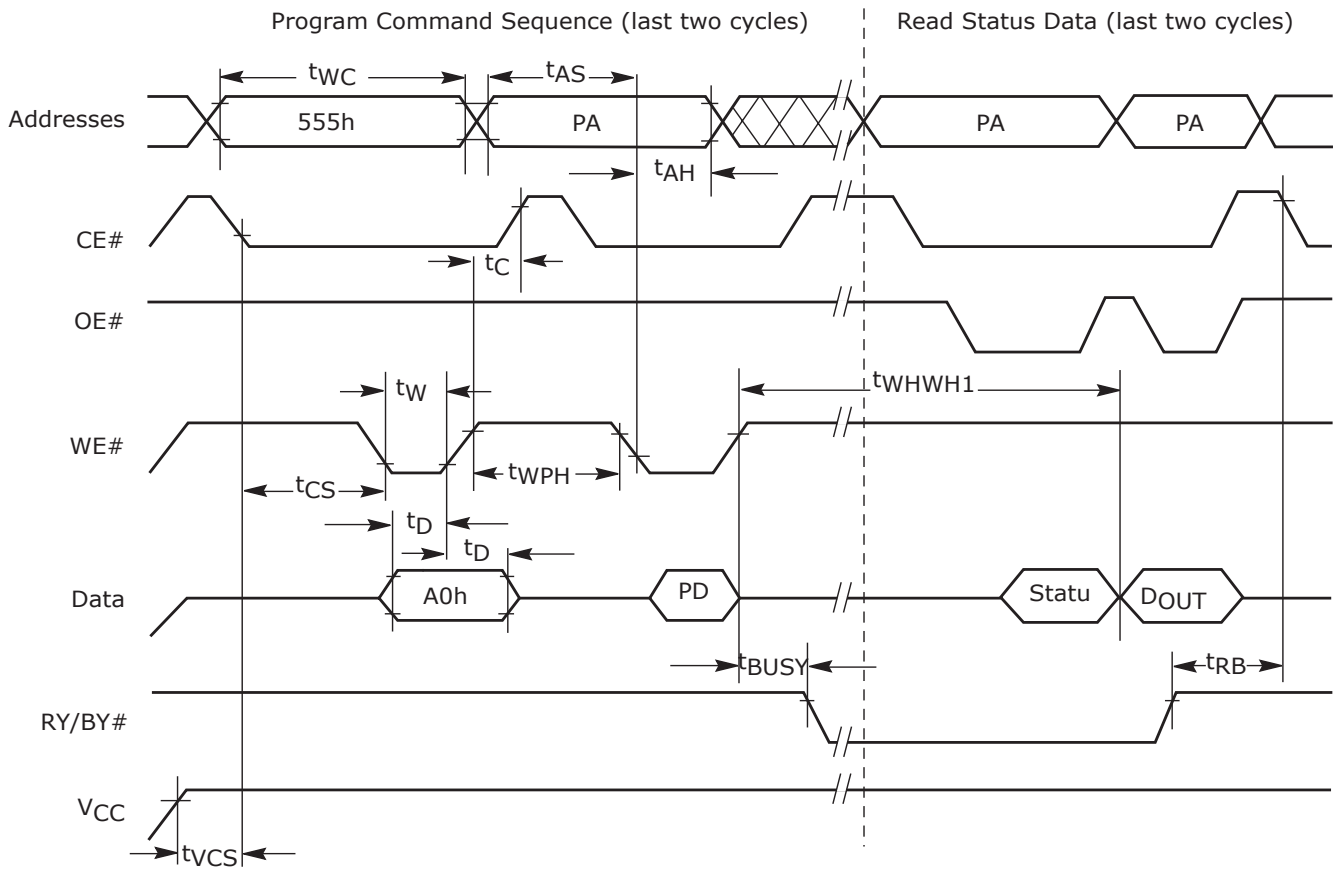 Program Command Sequence (last two cycles)
Read Status Data (last two cycles)
tWC
tAS
Addresses
555h
PA
PA
PA
tAH
CE#
tC
OE#
tW
tWHWH1
WE#
tCS
tWPH
tD
tD
Data
A0h
PD
Statu
DOUT
tBUSY
tRB
RY/BY#
VCC
tVCS